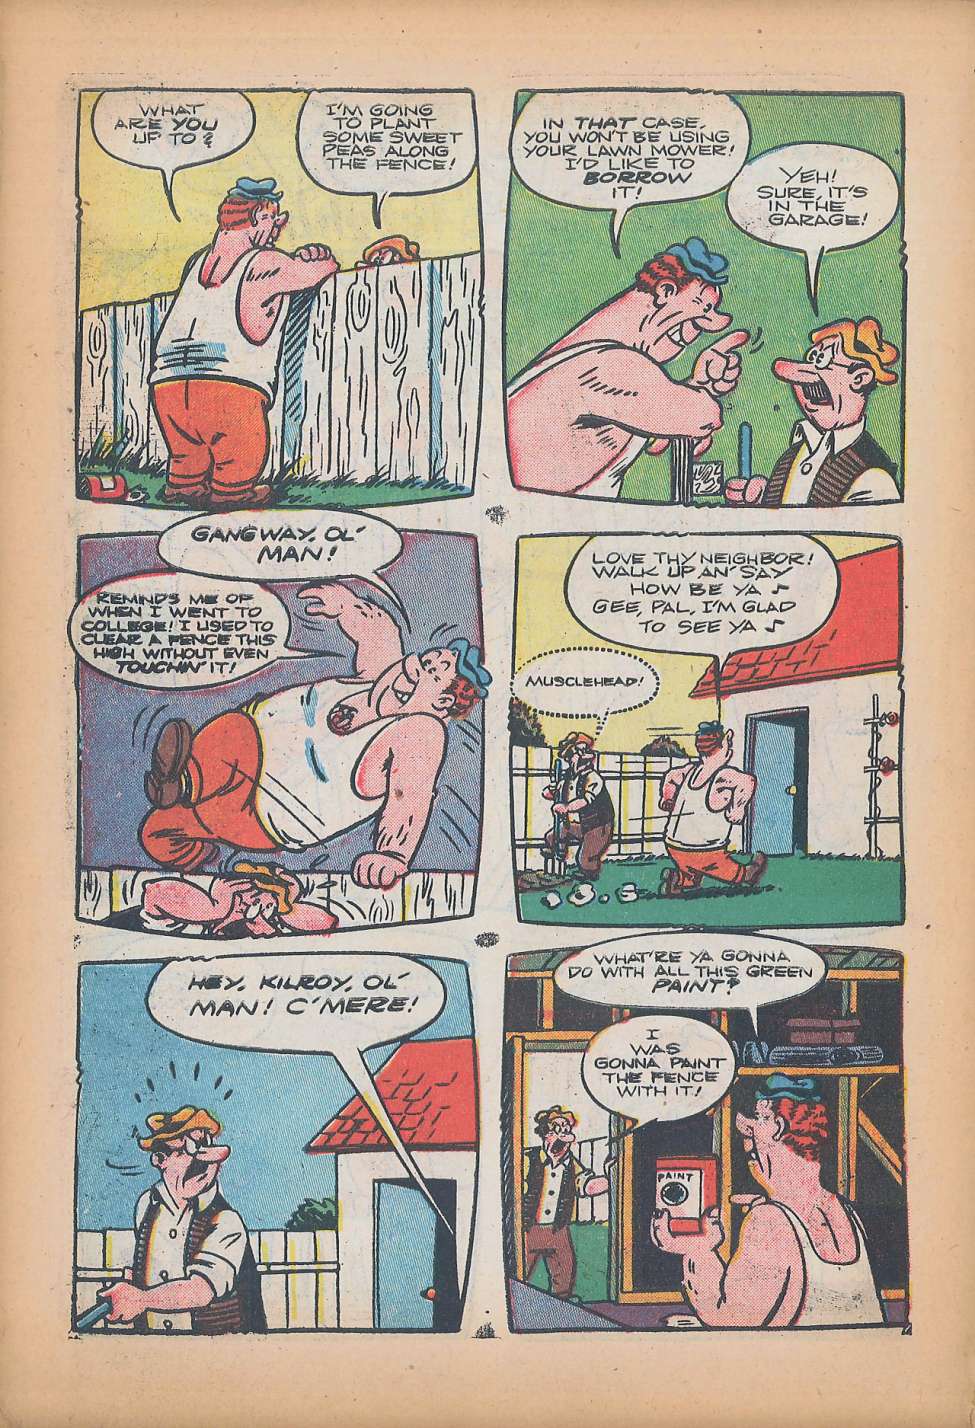 WHAT
ARE YOU
UP TO?
I'M GOING
TO PLANT
SOME SWEET
PEAS ALONG
THE FENCE!
IN THAT CASE,
YOU WON'T BE USING
YOUR LAWN MOWER!
I'D LIKE TO
BORROW
IT!
YEH!
SURE, IT'S
IN THE
GARAGE!
GANGWAY, OL'
MAN!
REMINDS ME OF
WHEN I WENT TO
COLLEGE! I USED TO
CLEAR A FENCE THIS
HIGH WITHOUT EVEN
TOUCHIN' IT!
LOVE THY NEIGHBOR!
WALK UP AN' SAY
HOW BE YA ♪
GEE, PAL, I'M GLAD
TO SEE YA ♪
MUSCLEHEAD!
HEY, KILROY, OL'
MAN! C'MERE!
WHAT'RE YA GONNA
DO WITH ALL THIS GREEN
PAINT?
I
WAS
GONNA PAINT
THE FENCE
WITH IT!
PAINT